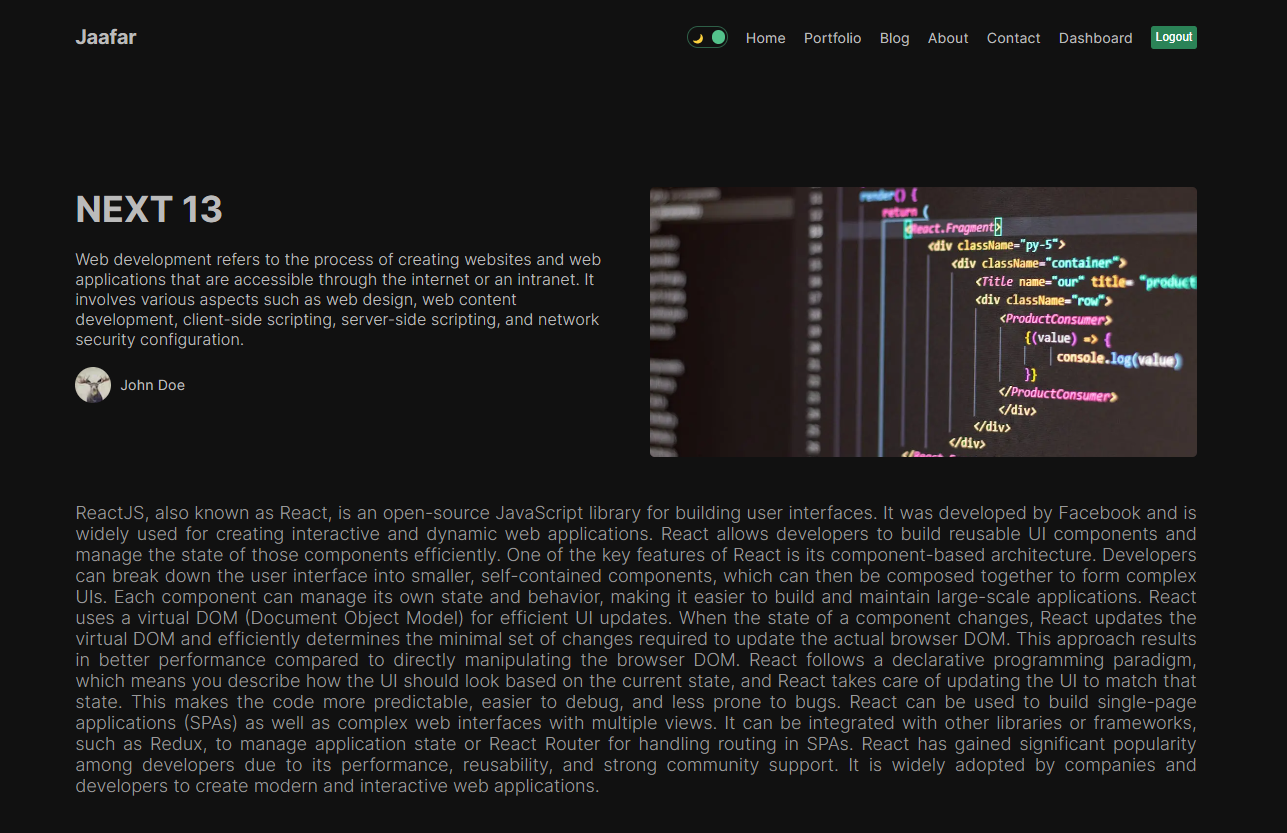 Jaafar
Home Portfolio Blog About Contact Dashboard Logout
NEXT 13
Web development refers to the process of creating websites and web
applications that are accessible through the internet or an intranet. It
involves various aspects such as web design, web content
development, client-side scripting, server-side scripting, and network
security configuration.
John Doe
render() {
return (
<React.Fragment>
<div className="py-5">
<div className="container">
<Title name="our" title= "product
<div className="row">
<ProductConsumer>
{(value) => {
console.log(value)
}}
</ProductConsumer>
</div>
</div>
</div>
ReactJS, also known as React, is an open-source JavaScript library for building user interfaces. It was developed by Facebook and is
widely used for creating interactive and dynamic web applications. React allows developers to build reusable UI components and
manage the state of those components efficiently. One of the key features of React is its component-based architecture. Developers
can break down the user interface into smaller, self-contained components, which can then be composed together to form complex
UIs. Each component can manage its own state and behavior, making it easier to build and maintain large-scale applications. React
uses a virtual DOM (Document Object Model) for efficient UI updates. When the state of a component changes, React updates the
virtual DOM and efficiently determines the minimal set of changes required to update the actual browser DOM. This approach results
in better performance compared to directly manipulating the browser DOM. React follows a declarative programming paradigm,
which means you describe how the UI should look based on the current state, and React takes care of updating the UI to match that
state. This makes the code more predictable, easier to debug, and less prone to bugs. React can be used to build single-page
applications (SPAs) as well as complex web interfaces with multiple views. It can be integrated with other libraries or frameworks,
such as Redux, to manage application state or React Router for handling routing in SPAs. React has gained significant popularity
among developers due to its performance, reusability, and strong community support. It is widely adopted by companies and
developers to create modern and interactive web applications.